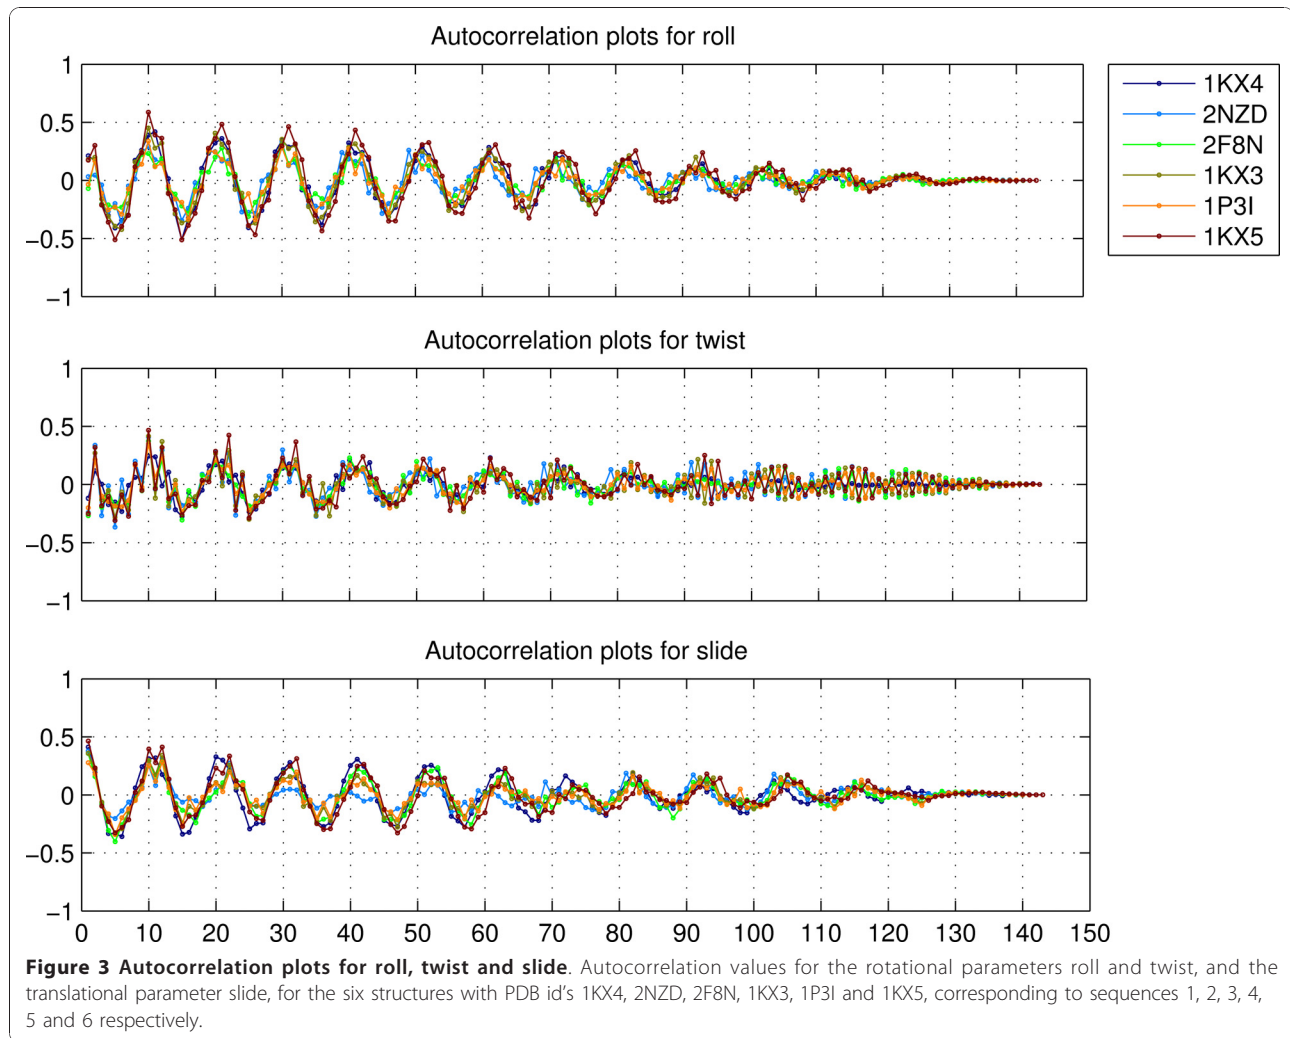 Autocorrelation plots for roll
1
0.5
0
−0.5
−1
1KX4
2NZD
2F8N
1KX3
1P3I
1KX5
Autocorrelation plots for twist
1
0.5
0
−0.5
−1
Autocorrelation plots for slide
1
0.5
0
−0.5
−1
0 10 20 30 40 50 60 70 80 90 100 110 120 130 140 150
Figure 3 Autocorrelation plots for roll, twist and slide. Autocorrelation values for the rotational parameters roll and twist, and the
translational parameter slide, for the six structures with PDB id's 1KX4, 2NZD, 2F8N, 1KX3, 1P3I and 1KX5, corresponding to sequences 1, 2, 3, 4,
5 and 6 respectively.